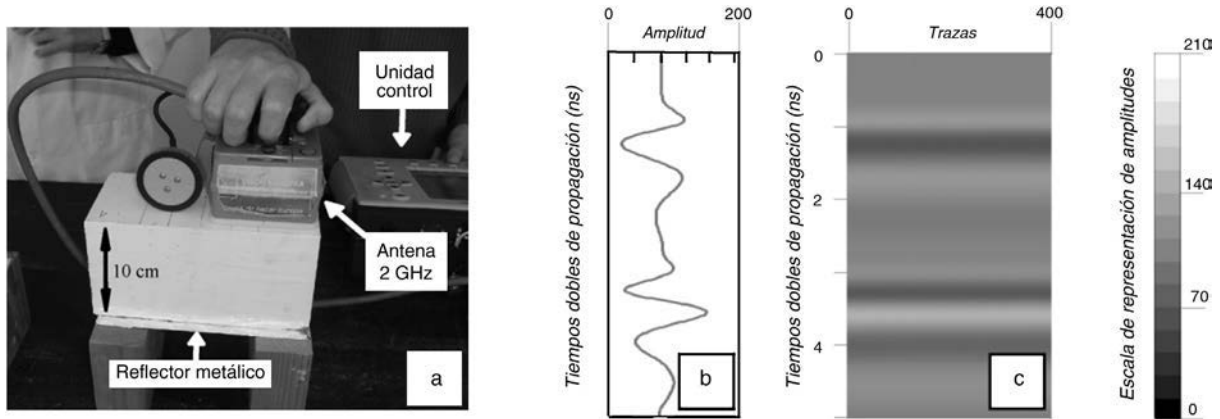 Unidad
control
Antena
2 GHz
10 cm
Reflector metálico
a
0 200
Amplitud
Tiempos dobles de propagación (ns)
b
0 400
Trazas
Tiempos dobles de propagación (ns)
0
2
4
c
Escala de representación de amplitudes
210
140
70
0